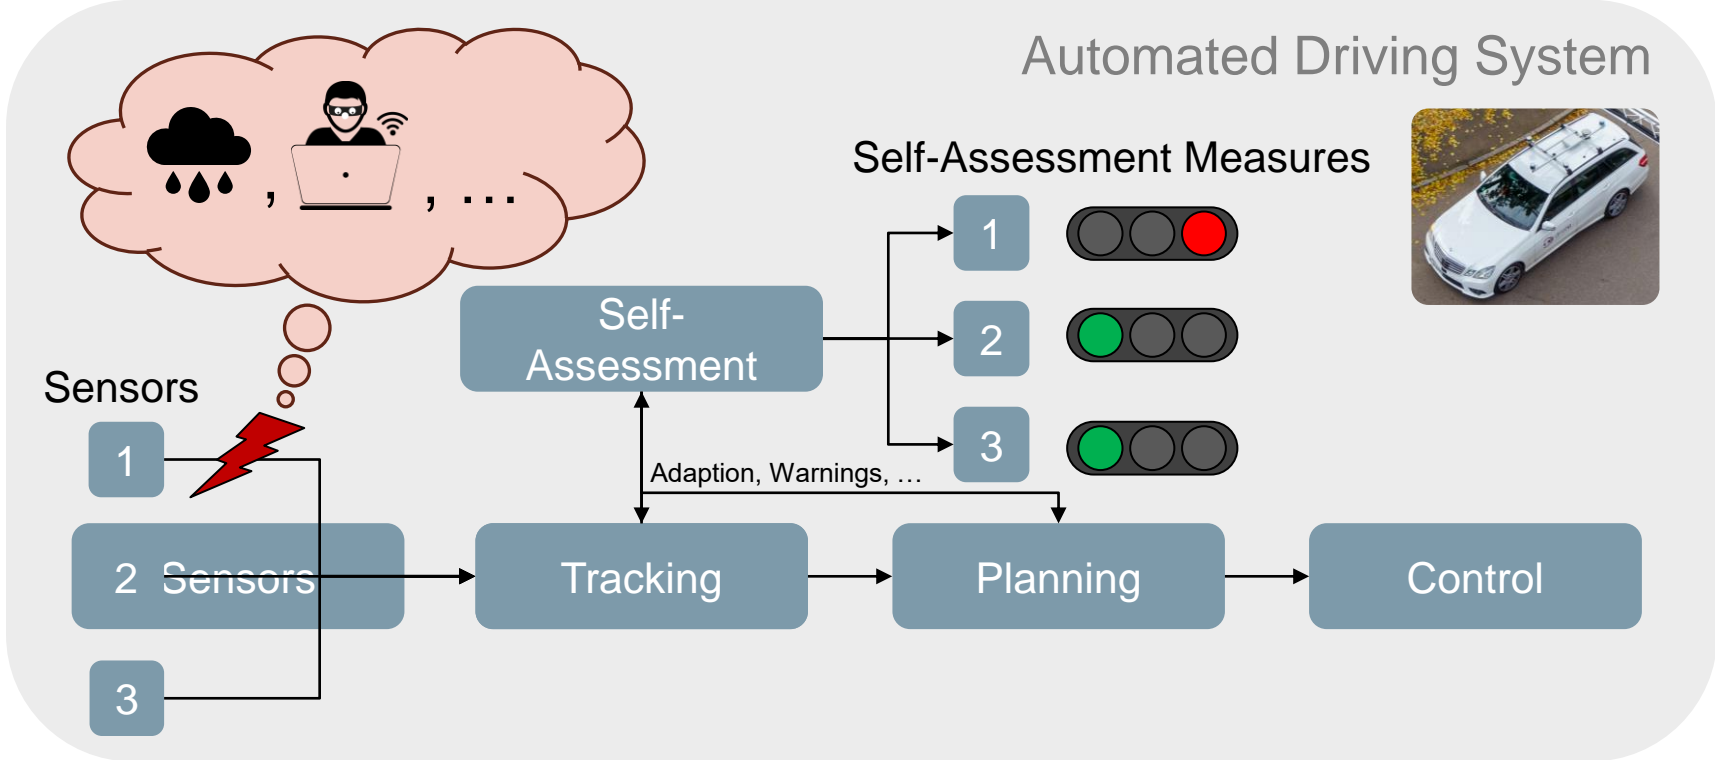 Automated Driving System
, , ...
Self-Assessment Measures
1
2
3
Self-
Assessment
Sensors
1
2 Sensors
3
Adaption, Warnings, …
Tracking
Planning
Control